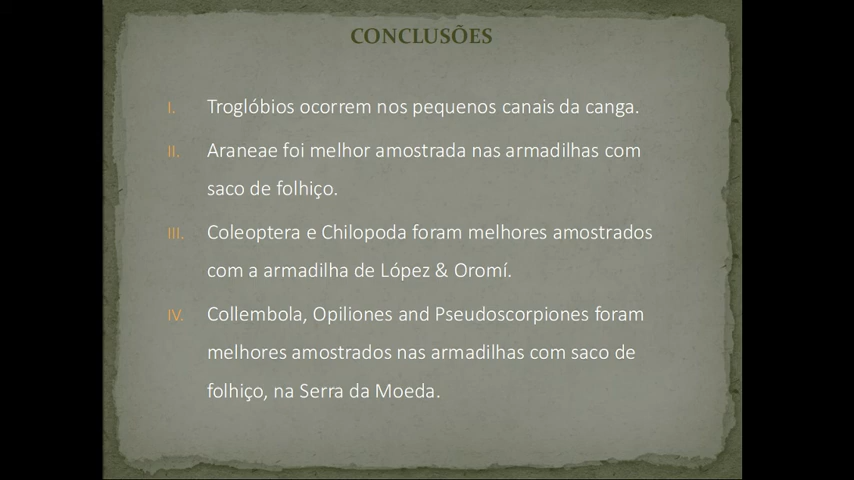 CONCLUSÕES
I. Troglóbios ocorrem nos pequenos canais da canga.
II. Araneae foi melhor amostrada nas armadilhas com
saco de folhiço.
III. Coleoptera e Chilopoda foram melhores amostrados
com a armadilha de López & Oromí.
IV. Collembola, Opiliones and Pseudoscorpiones foram
melhores amostrados nas armadilhas com saco de
folhiço, na Serra da Moeda.